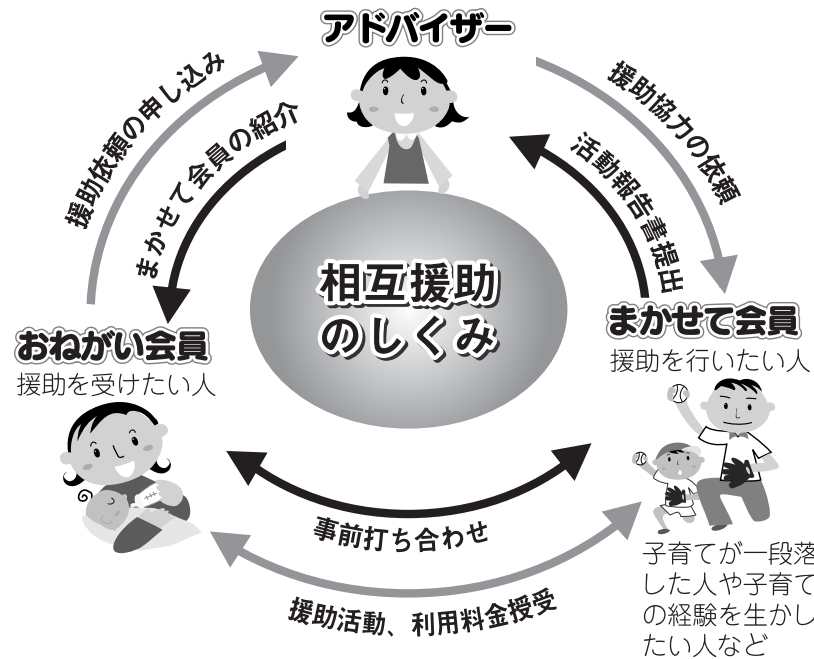 アドバイザー
援助依頼の申し込み
まかせて会員の紹介
援助協力の依頼
活動報告書提出
相互援助
のしくみ
おねがい会員
援助を受けたい人
まかせて会員
援助を行いたい人
事前打ち合わせ
援助活動、利用料金授受
子育てが一段落
した人や子育て
の経験を生かし
たい人など